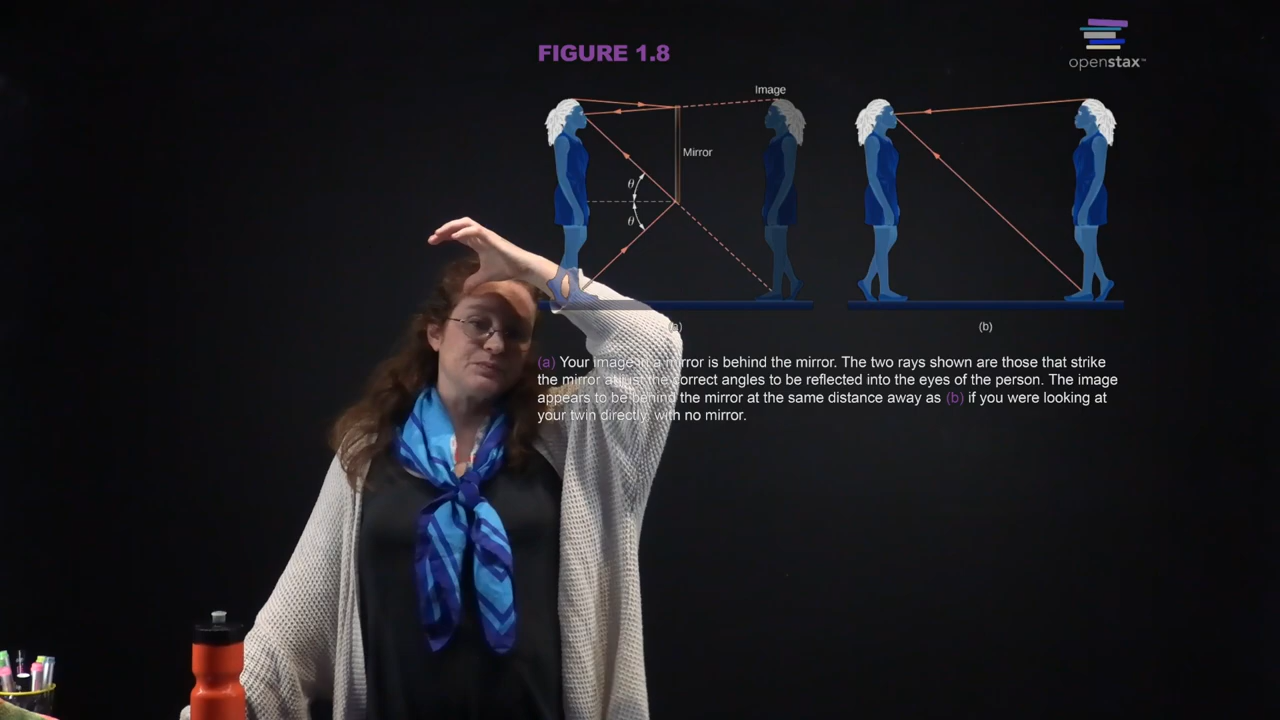 FIGURE 1.8
openstax™
Image
Mirror
θ
θ
(a)
(b)
(a) Your image in a mirror is behind the mirror. The two rays shown are those that strike
the mirror at just the correct angles to be reflected into the eyes of the person. The image
appears to be behind the mirror at the same distance away as (b) if you were looking at
your twin directly, with no mirror.